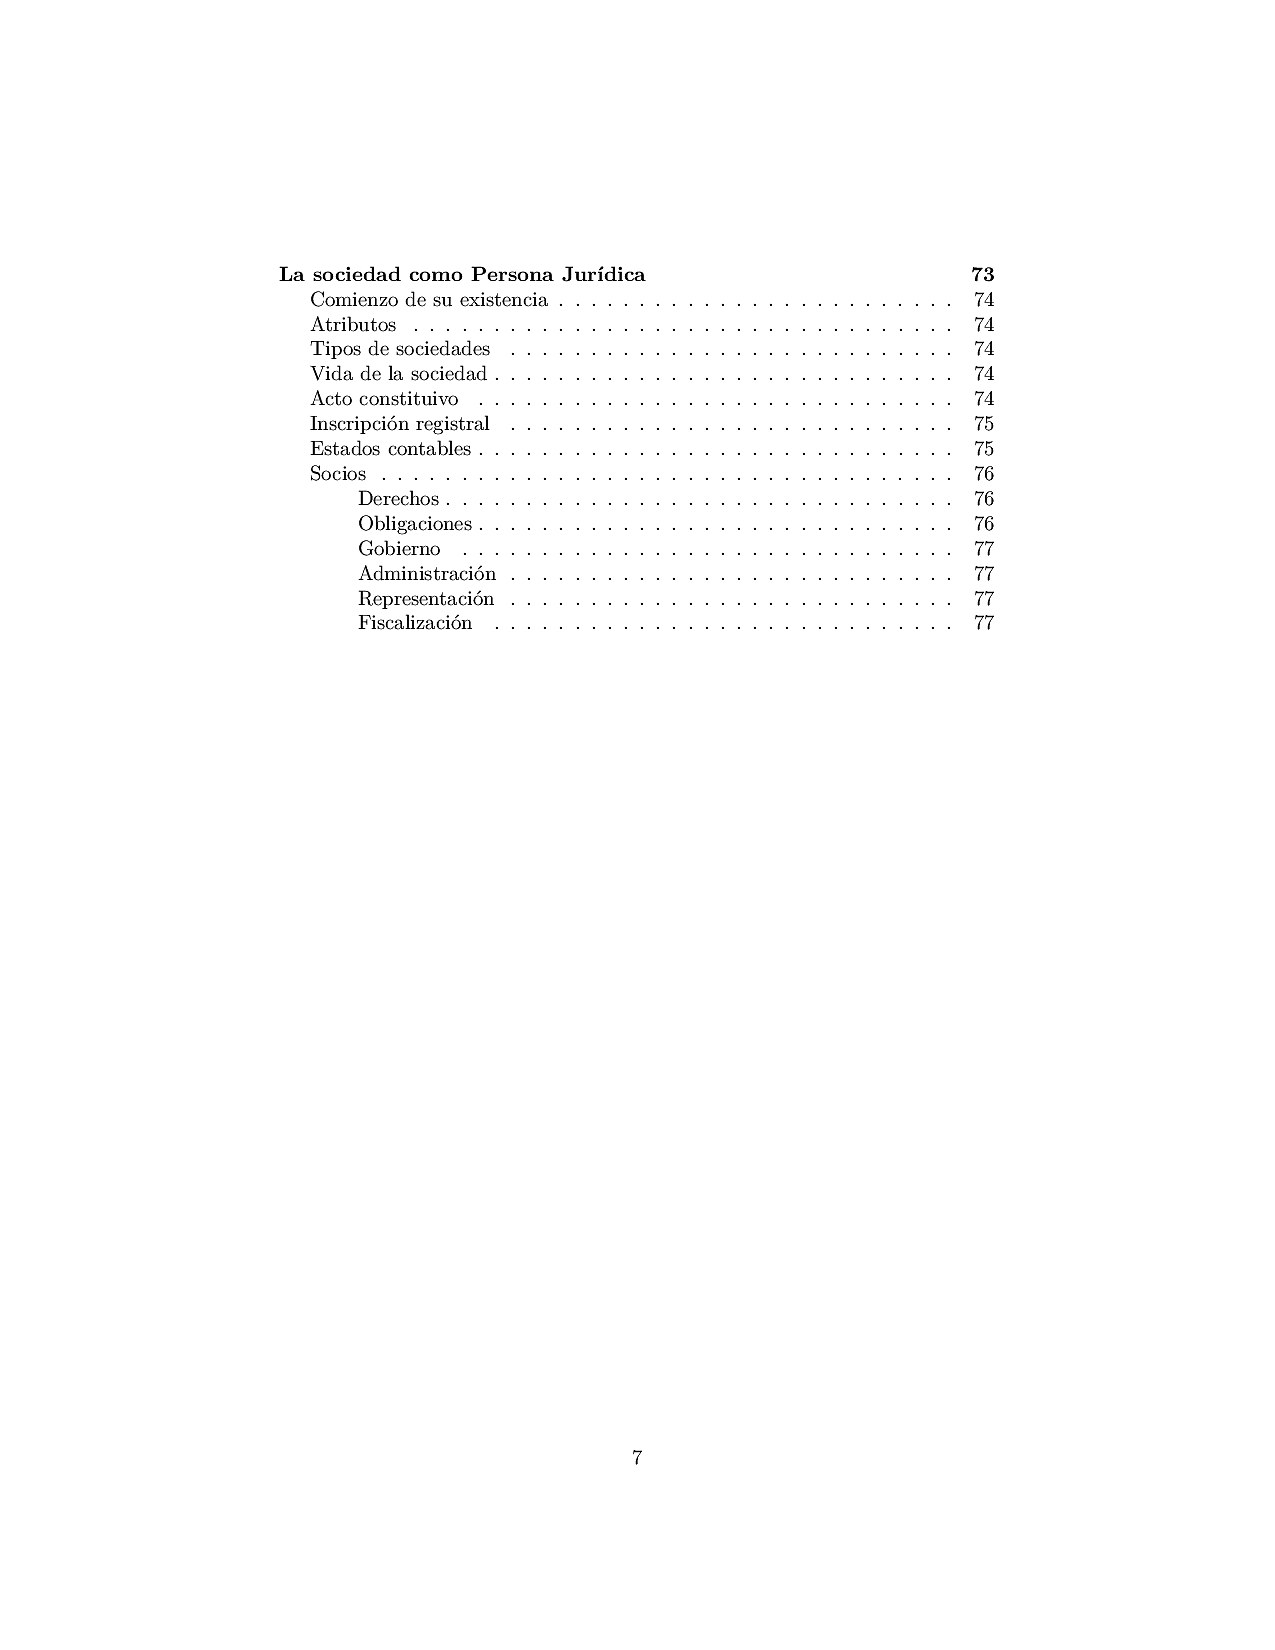 La sociedad como Persona Jurídica 73
Comienzo de su existencia . . . . . . . . . . . . . . . . . . . . . . . . . 74
Atributos . . . . . . . . . . . . . . . . . . . . . . . . . . . . . . . . . . 74
Tipos de sociedades . . . . . . . . . . . . . . . . . . . . . . . . . . . . 74
Vida de la sociedad . . . . . . . . . . . . . . . . . . . . . . . . . . . . . 74
Acto constituivo . . . . . . . . . . . . . . . . . . . . . . . . . . . . . . 74
Inscripción registral . . . . . . . . . . . . . . . . . . . . . . . . . . . . 75
Estados contables . . . . . . . . . . . . . . . . . . . . . . . . . . . . . . 75
Socios . . . . . . . . . . . . . . . . . . . . . . . . . . . . . . . . . . . . 76
Derechos . . . . . . . . . . . . . . . . . . . . . . . . . . . . . . . . 76
Obligaciones . . . . . . . . . . . . . . . . . . . . . . . . . . . . . . 76
Gobierno . . . . . . . . . . . . . . . . . . . . . . . . . . . . . . . 77
Administración . . . . . . . . . . . . . . . . . . . . . . . . . . . . 77
Representación . . . . . . . . . . . . . . . . . . . . . . . . . . . . 77
Fiscalización . . . . . . . . . . . . . . . . . . . . . . . . . . . . . 77
7